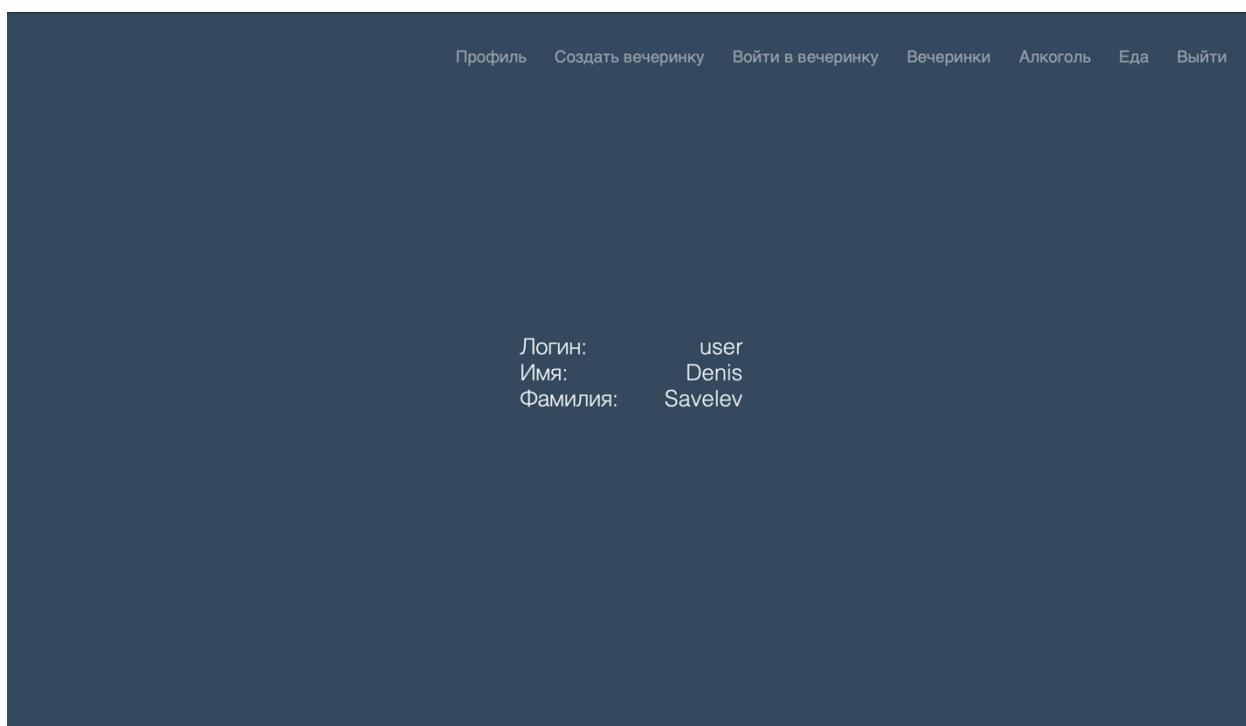 Профиль Создать вечеринку Войти в вечеринку Вечеринки Алкоголь Еда Выйти
Логин: user
Имя: Denis
Фамилия: Savelev